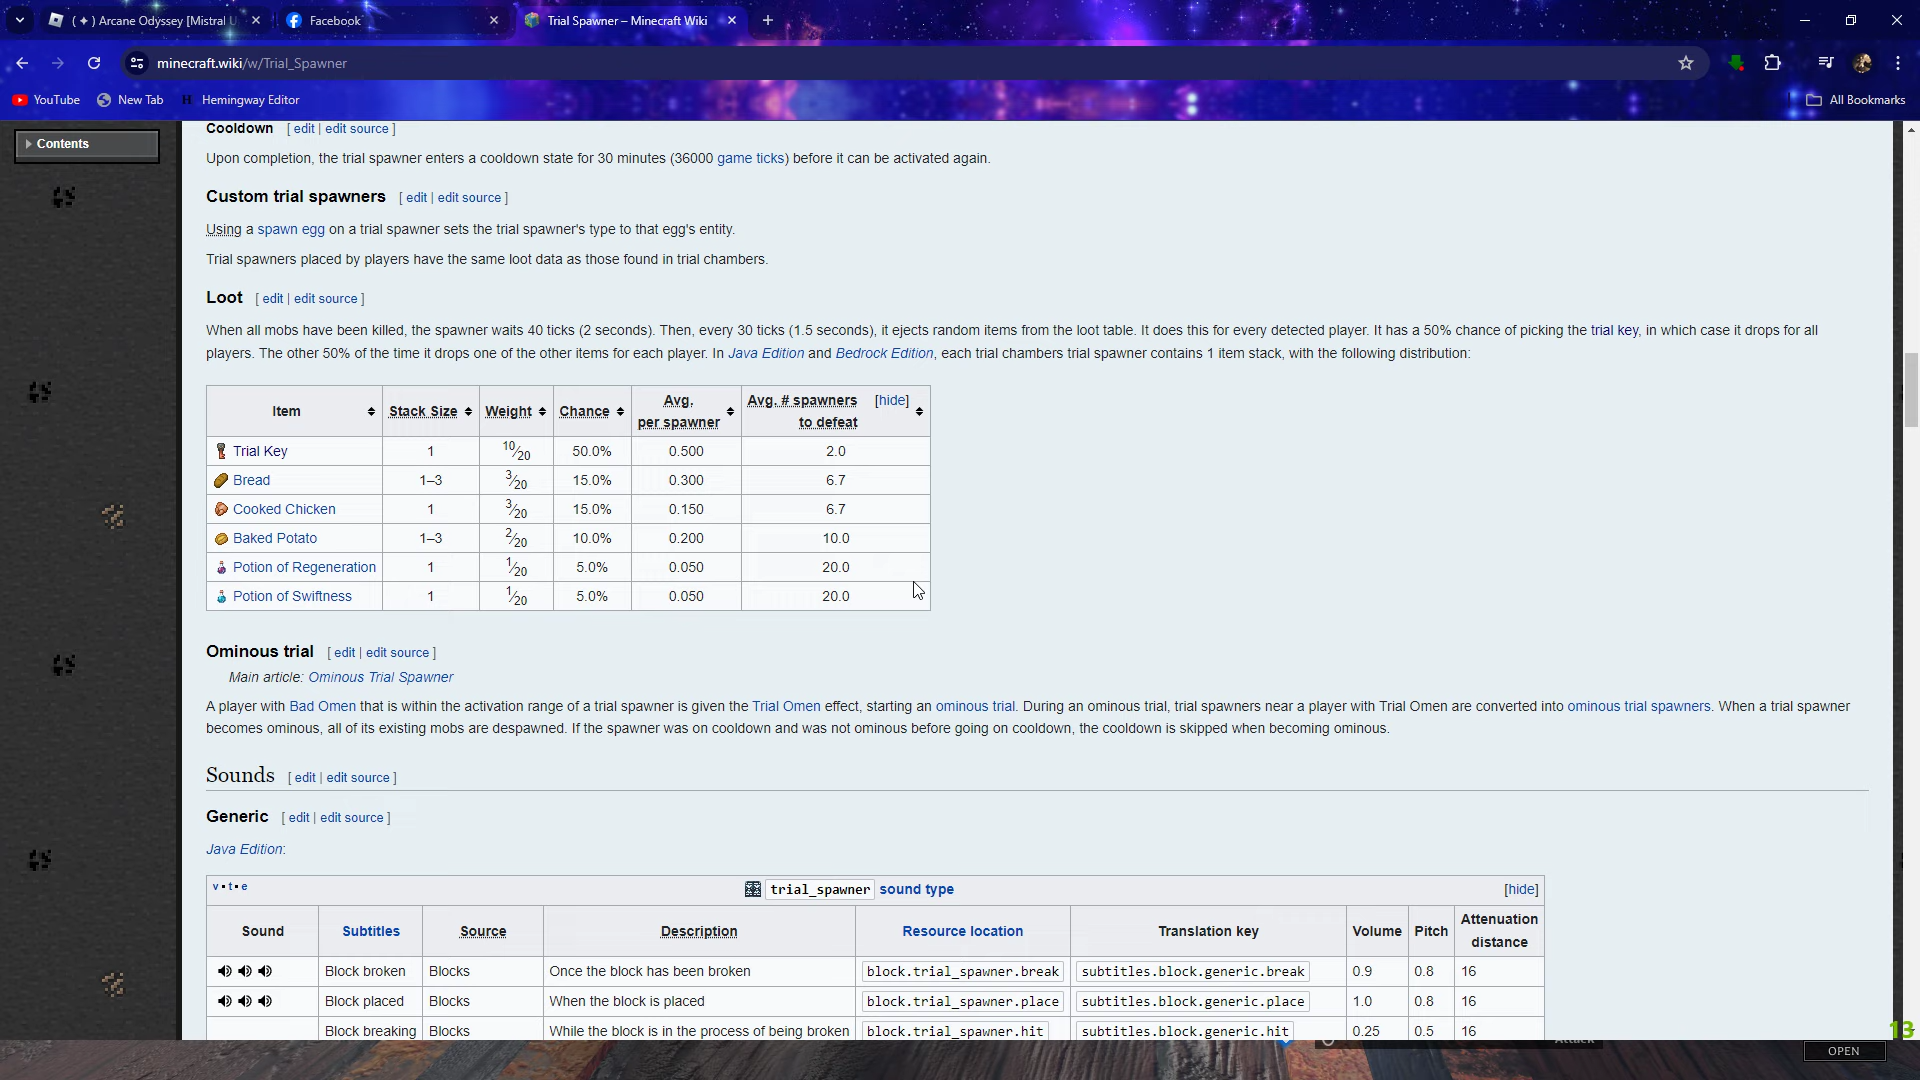 ( ✦ ) Arcane Odyssey [Mistral U
Facebook
Trial Spawner – Minecraft Wiki
minecraft.wiki/w/Trial_Spawner
YouTube
New Tab
H Hemingway Editor
All Bookmarks
Contents
Cooldown [ edit | edit source ]
Upon completion, the trial spawner enters a cooldown state for 30 minutes (36000 game ticks) before it can be activated again.
Custom trial spawners [ edit | edit source ]
Using a spawn egg on a trial spawner sets the trial spawner's type to that egg's entity.
Trial spawners placed by players have the same loot data as those found in trial chambers.
Loot [ edit | edit source ]
When all mobs have been killed, the spawner waits 40 ticks (2 seconds). Then, every 30 ticks (1.5 seconds), it ejects random items from the loot table. It does this for every detected player. It has a 50% chance of picking the trial key, in which case it drops for all
players. The other 50% of the time it drops one of the other items for each player. In Java Edition and Bedrock Edition, each trial chambers trial spawner contains 1 item stack, with the following distribution:
Item Stack Size Weight Chance Avg. per spawner Avg. # spawners to defeat [hide]
Trial Key 1 10/20 50.0% 0.500 2.0
Bread 1–3 3/20 15.0% 0.300 6.7
Cooked Chicken 1 3/20 15.0% 0.150 6.7
Baked Potato 1–3 2/20 10.0% 0.200 10.0
Potion of Regeneration 1 1/20 5.0% 0.050 20.0
Potion of Swiftness 1 1/20 5.0% 0.050 20.0
Ominous trial [ edit | edit source ]
Main article: Ominous Trial Spawner
A player with Bad Omen that is within the activation range of a trial spawner is given the Trial Omen effect, starting an ominous trial. During an ominous trial, trial spawners near a player with Trial Omen are converted into ominous trial spawners. When a trial spawner
becomes ominous, all of its existing mobs are despawned. If the spawner was on cooldown and was not ominous before going on cooldown, the cooldown is skipped when becoming ominous.
Sounds [ edit | edit source ]
Generic [ edit | edit source ]
Java Edition:
v • t • e trial_spawner sound type [hide]
Sound Subtitles Source Description Resource location Translation key Volume Pitch Attenuation distance
Block broken Blocks Once the block has been broken block.trial_spawner.break subtitles.block.generic.break 0.9 0.8 16
Block placed Blocks When the block is placed block.trial_spawner.place subtitles.block.generic.place 1.0 0.8 16
Block breaking Blocks While the block is in the process of being broken block.trial_spawner.hit subtitles.block.generic.hit 0.25 0.5 16
13
Attack
OPEN